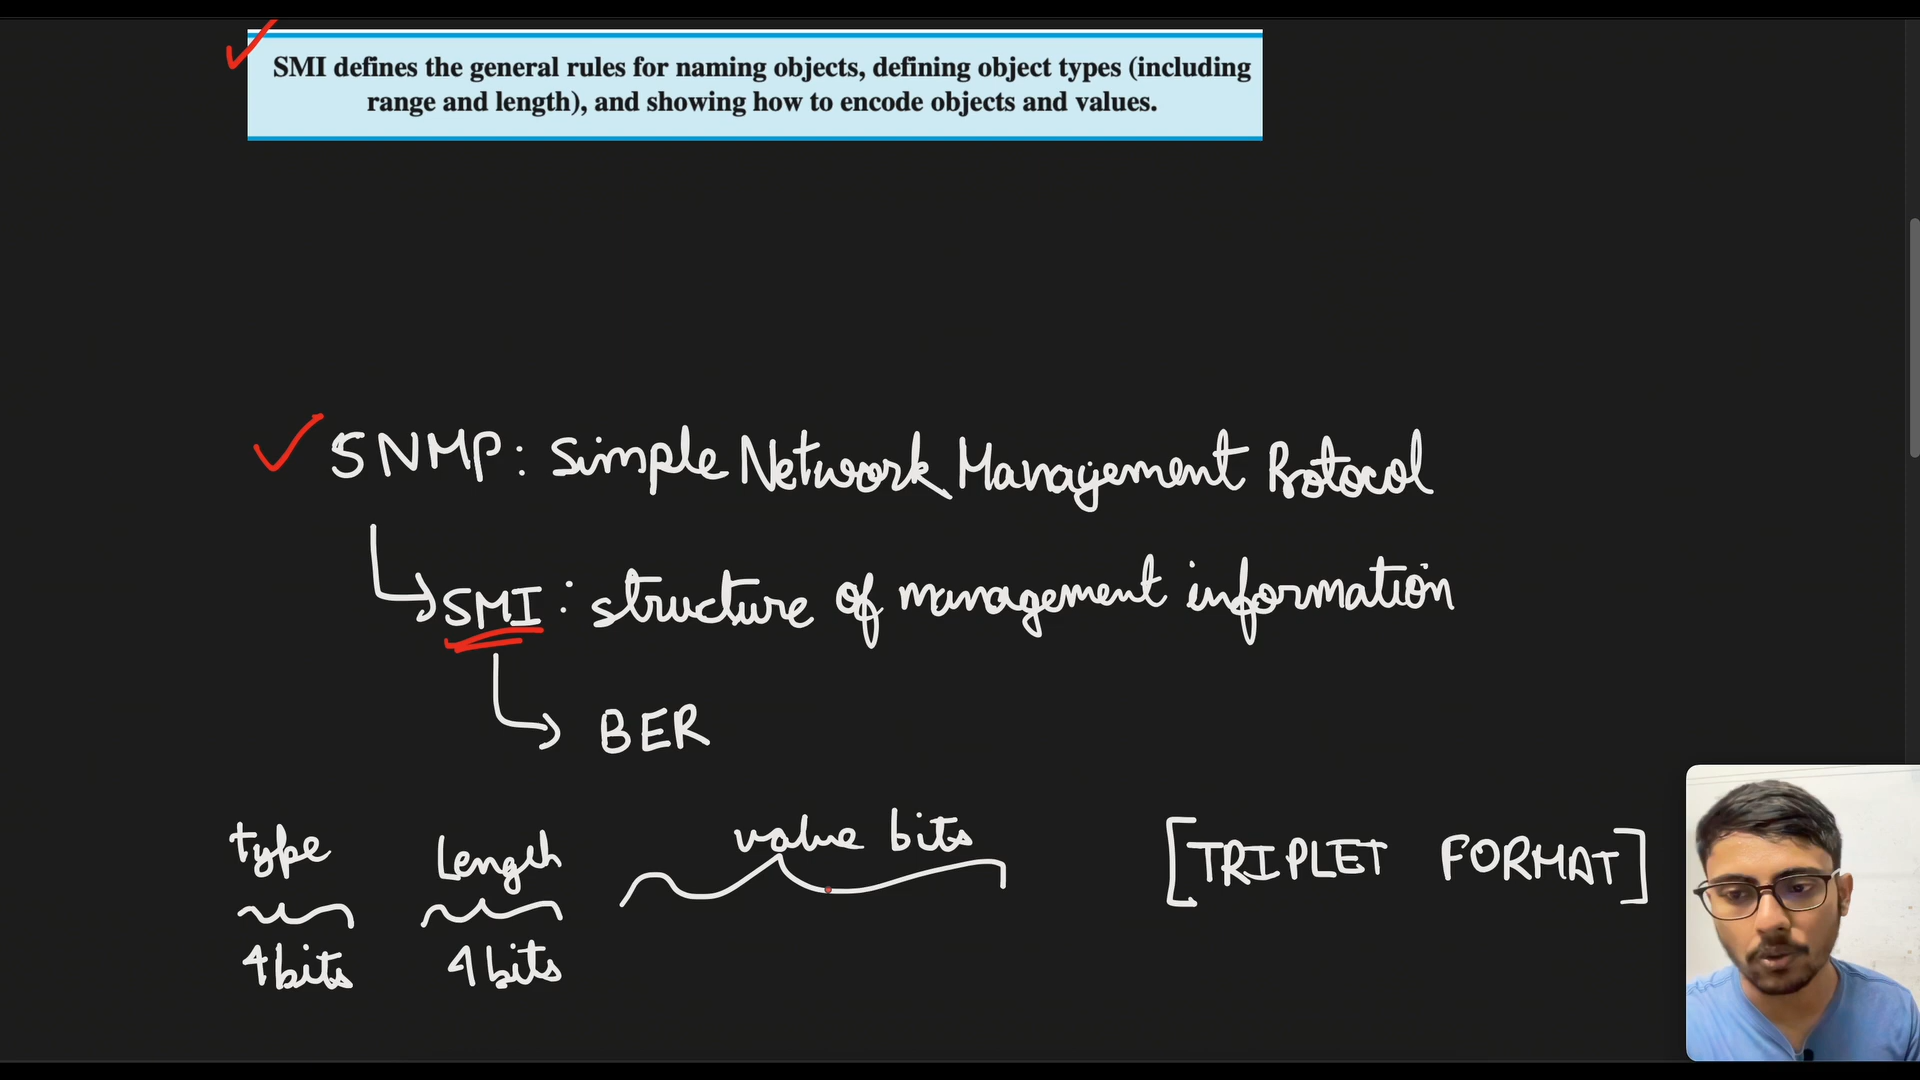 SMI defines the general rules for naming objects, defining object types (including
range and length), and showing how to encode objects and values.
SNMP: Simple Network Management Protocol
SMI: structure of management information
BER
type Length value bits [TRIPLET FORMAT]
4bits 4bits